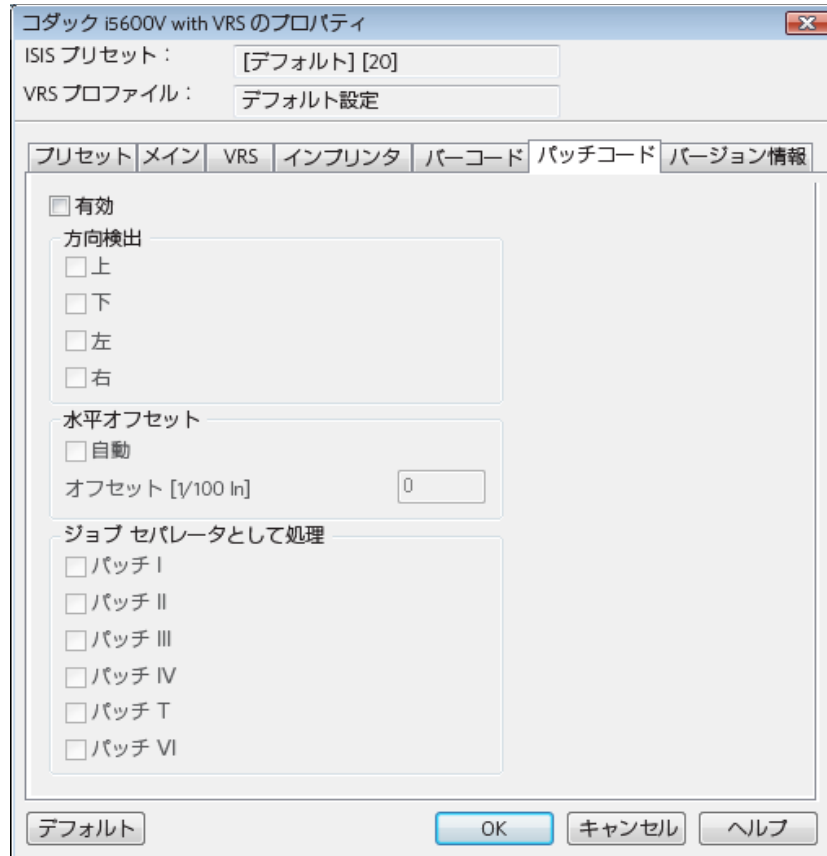 コダック i5600V with VRS のプロパティ
ISIS プリセット： [デフォルト] [20]
VRS プロファイル： デフォルト設定
プリセット メイン VRS インプリンタ バーコード パッチコード バージョン情報
有効
方向検出
上
下
左
右
水平オフセット
自動
オフセット [1/100 In] 0
ジョブ セパレータとして処理
パッチ I
パッチ II
パッチ III
パッチ IV
パッチ T
パッチ VI
デフォルト OK キャンセル ヘルプ